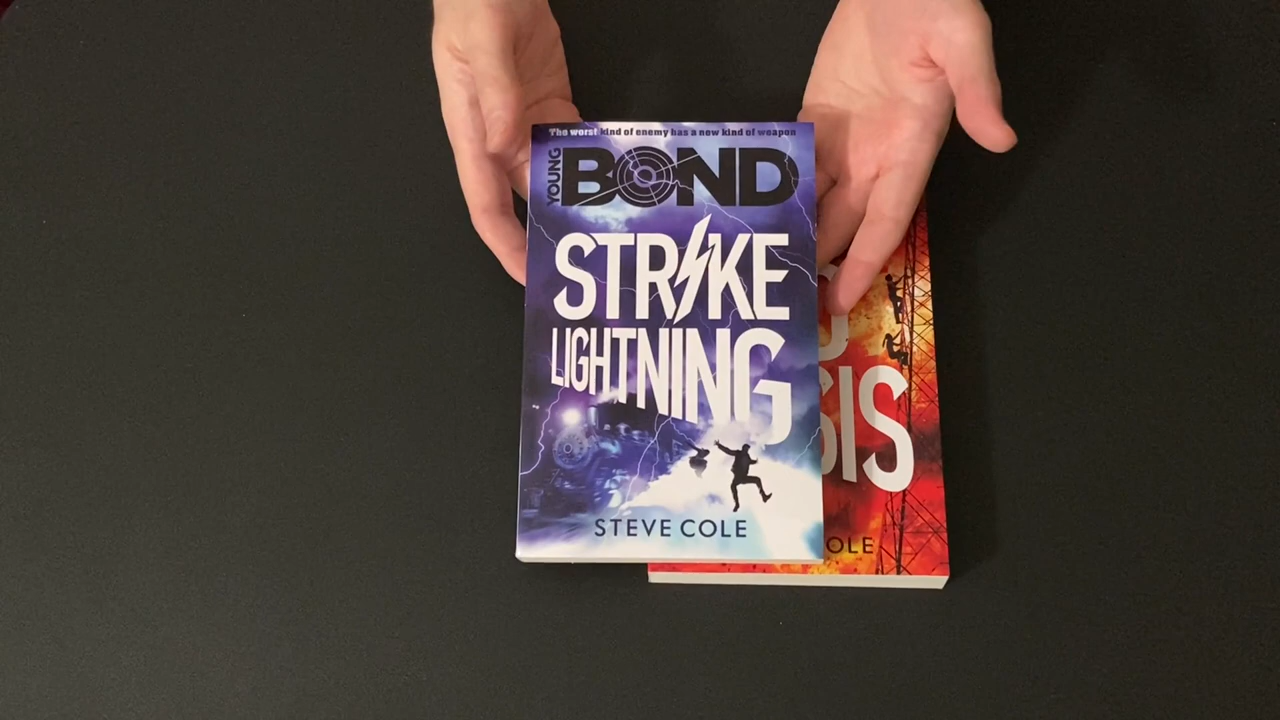 The worst kind of enemy has a new kind of weapon
YOUNG
BOND
STRIKE
LIGHTNING
STEVE COLE
SIS
OLE